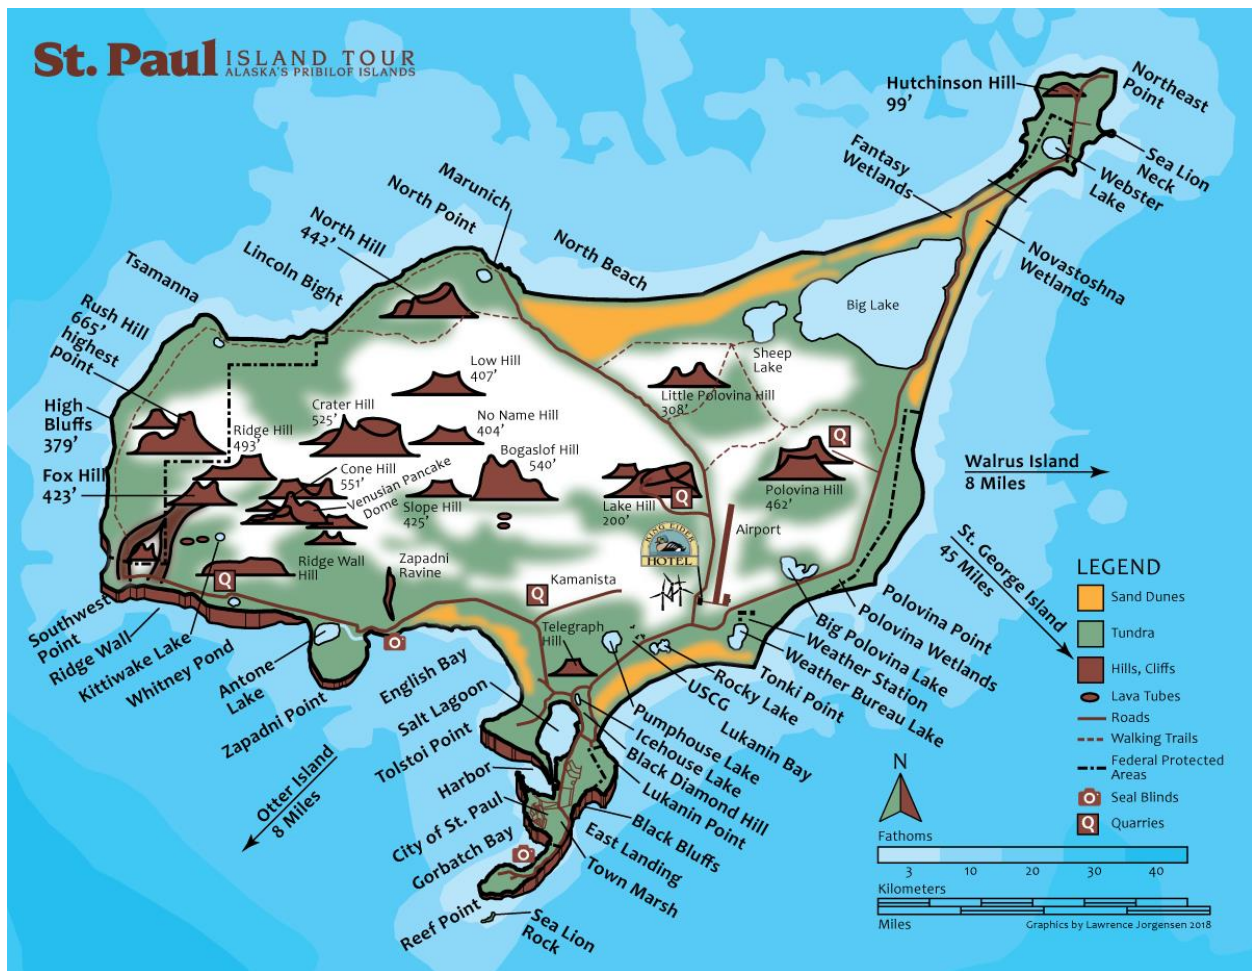 St. Paul ISLAND TOUR
ALASKA'S PRIBILOF ISLANDS
Hutchinson Hill
99'
Northeast
Point
Sea Lion
Neck
Webster
Lake
Fantasy
Wetlands
Novastoshna
Wetlands
Marunich
North Point
North Hill
442'
Lincoln Bight
Tsamanna
North Beach
Big Lake
Sheep
Lake
Rush Hill
665'
highest
point
High
Bluffs
379'
Fox Hill
423'
Ridge Hill
493'
Crater Hill
525'
Low Hill
407'
No Name Hill
404'
Bogaslof Hill
540'
Cone Hill
551'
Venusian Pancake
Dome
Slope Hill
425'
Little Polovina Hill
308'
Q
Polovina Hill
462'
Lake Hill
200'
Q
Airport
KING EIDER
HOTEL
Ridge Wall
Hill
Zapadni
Ravine
Q
Q
Kamanista
Telegraph
Hill
Walrus Island
8 Miles
St. George Island
45 Miles
Southwest
Point
Ridge Wall
Kittiwake Lake
Whitney Pond
Antone
Lake
Zapadni Point
English Bay
Salt Lagoon
Tolstoi Point
Harbor
City of St. Paul
Gorbatch Bay
Reef Point
Sea Lion
Rock
Town Marsh
East Landing
Black Bluffs
Lukanin Point
Black Diamond Hill
Icehouse Lake
Pumphouse Lake
Lukanin Bay
USCG
Rocky Lake
Tonki Point
Weather Bureau Lake
Weather Station
Big Polovina Lake
Polovina Wetlands
Polovina Point
Otter Island
8 Miles
LEGEND
Sand Dunes
Tundra
Hills, Cliffs
Lava Tubes
Roads
Walking Trails
Federal Protected
Areas
Seal Blinds
Q Quarries
N
Fathoms
3 10 20 30 40
Kilometers
Miles
Graphics by Lawrence Jorgensen 2018